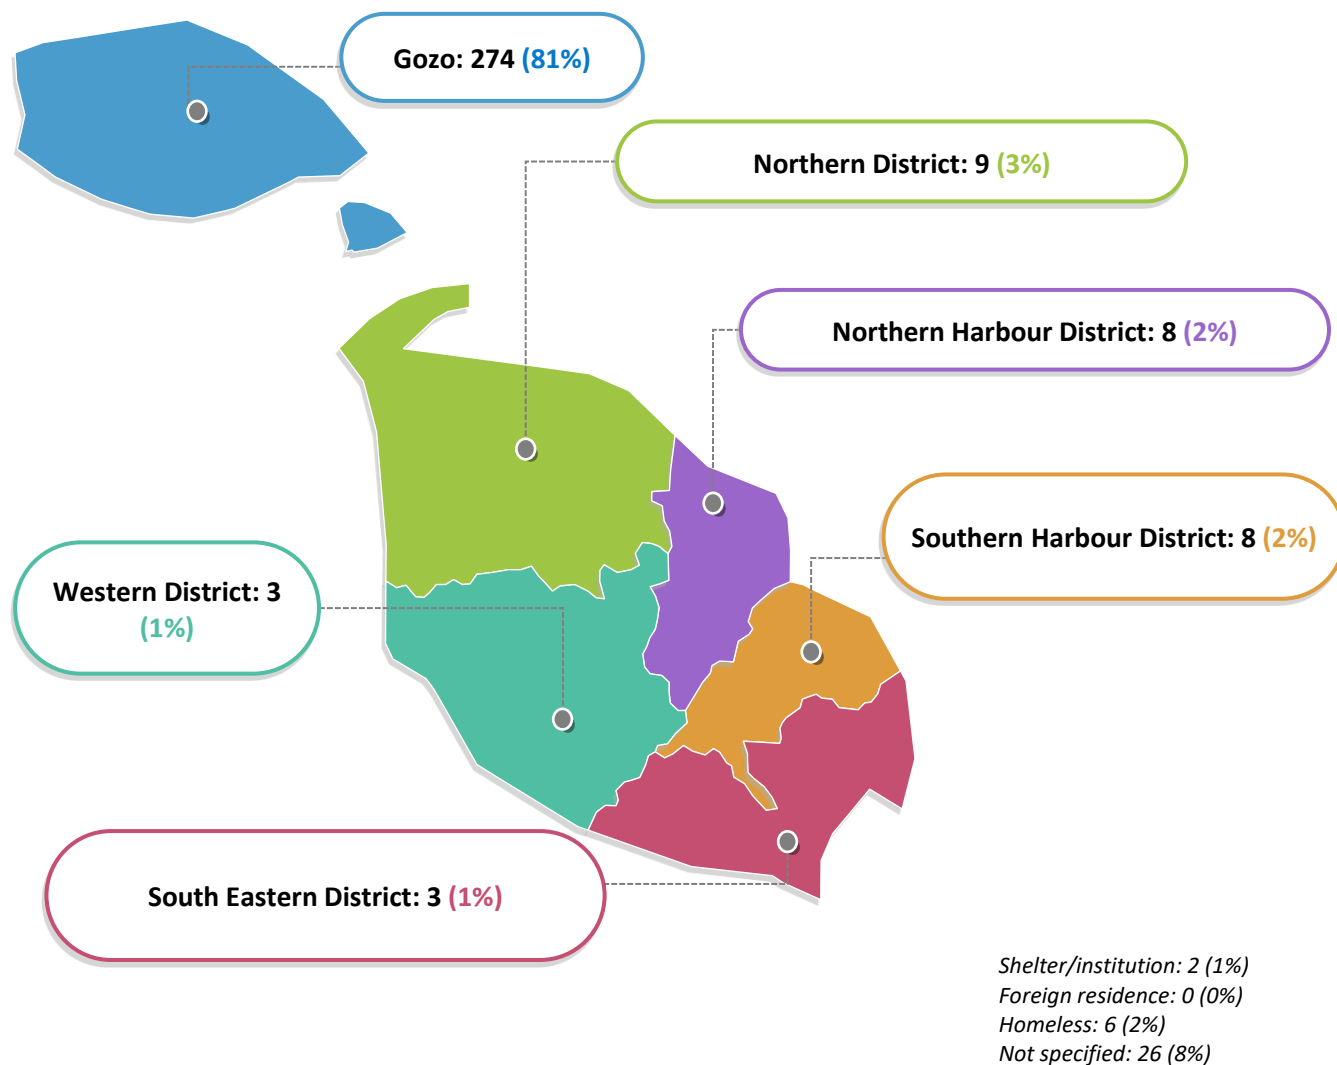 Gozo: 274 (81%)
Northern District: 9 (3%)
Northern Harbour District: 8 (2%)
Southern Harbour District: 8 (2%)
Western District: 3
(1%)
South Eastern District: 3 (1%)
Shelter/institution: 2 (1%)
Foreign residence: 0 (0%)
Homeless: 6 (2%)
Not specified: 26 (8%)